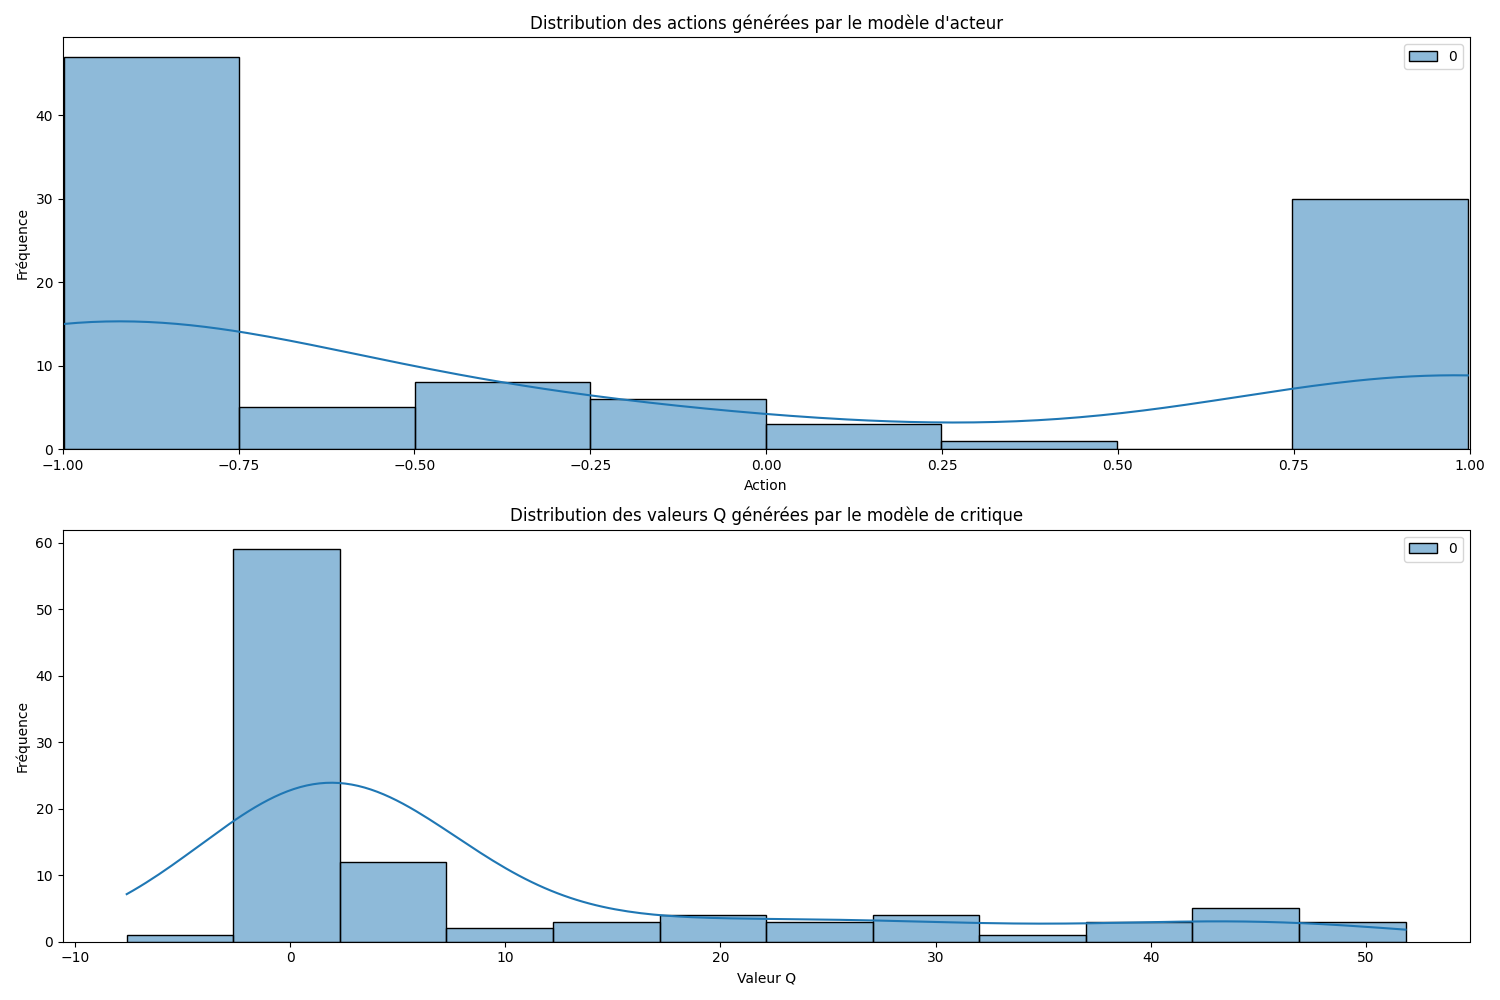 Distribution des actions générées par le modèle d'acteur
0
Fréquence
40
30
20
10
0
−1.00 −0.75 −0.50 −0.25 0.00 0.25 0.50 0.75 1.00
Action
Distribution des valeurs Q générées par le modèle de critique
0
Fréquence
60
50
40
30
20
10
0
−10 0 10 20 30 40 50
Valeur Q